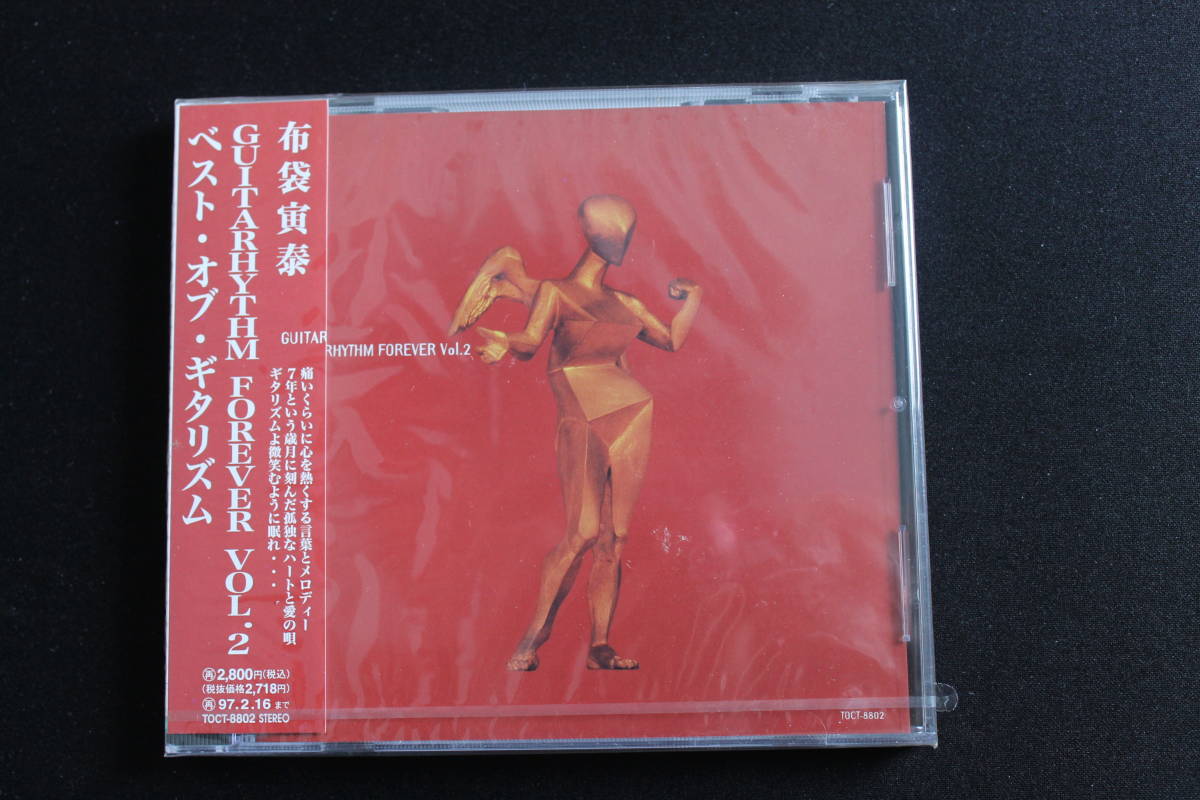 布袋寅泰
GUITARHYTHM FOREVER VOL.2
ベスト・オブ・ギタリズム
痛いくらいに心を熱くする言葉とメロディー
7年という歳月に刻んだ孤独なハートと愛の唄
ギタリズムよ微笑むように眠れ・・・・
再2,800円(税込)
(税抜価格2,718円)
再97.2.16まで
TOCT-8802 STEREO
GUITAR
RHYTHM FOREVER Vol.2
TOCT-8802